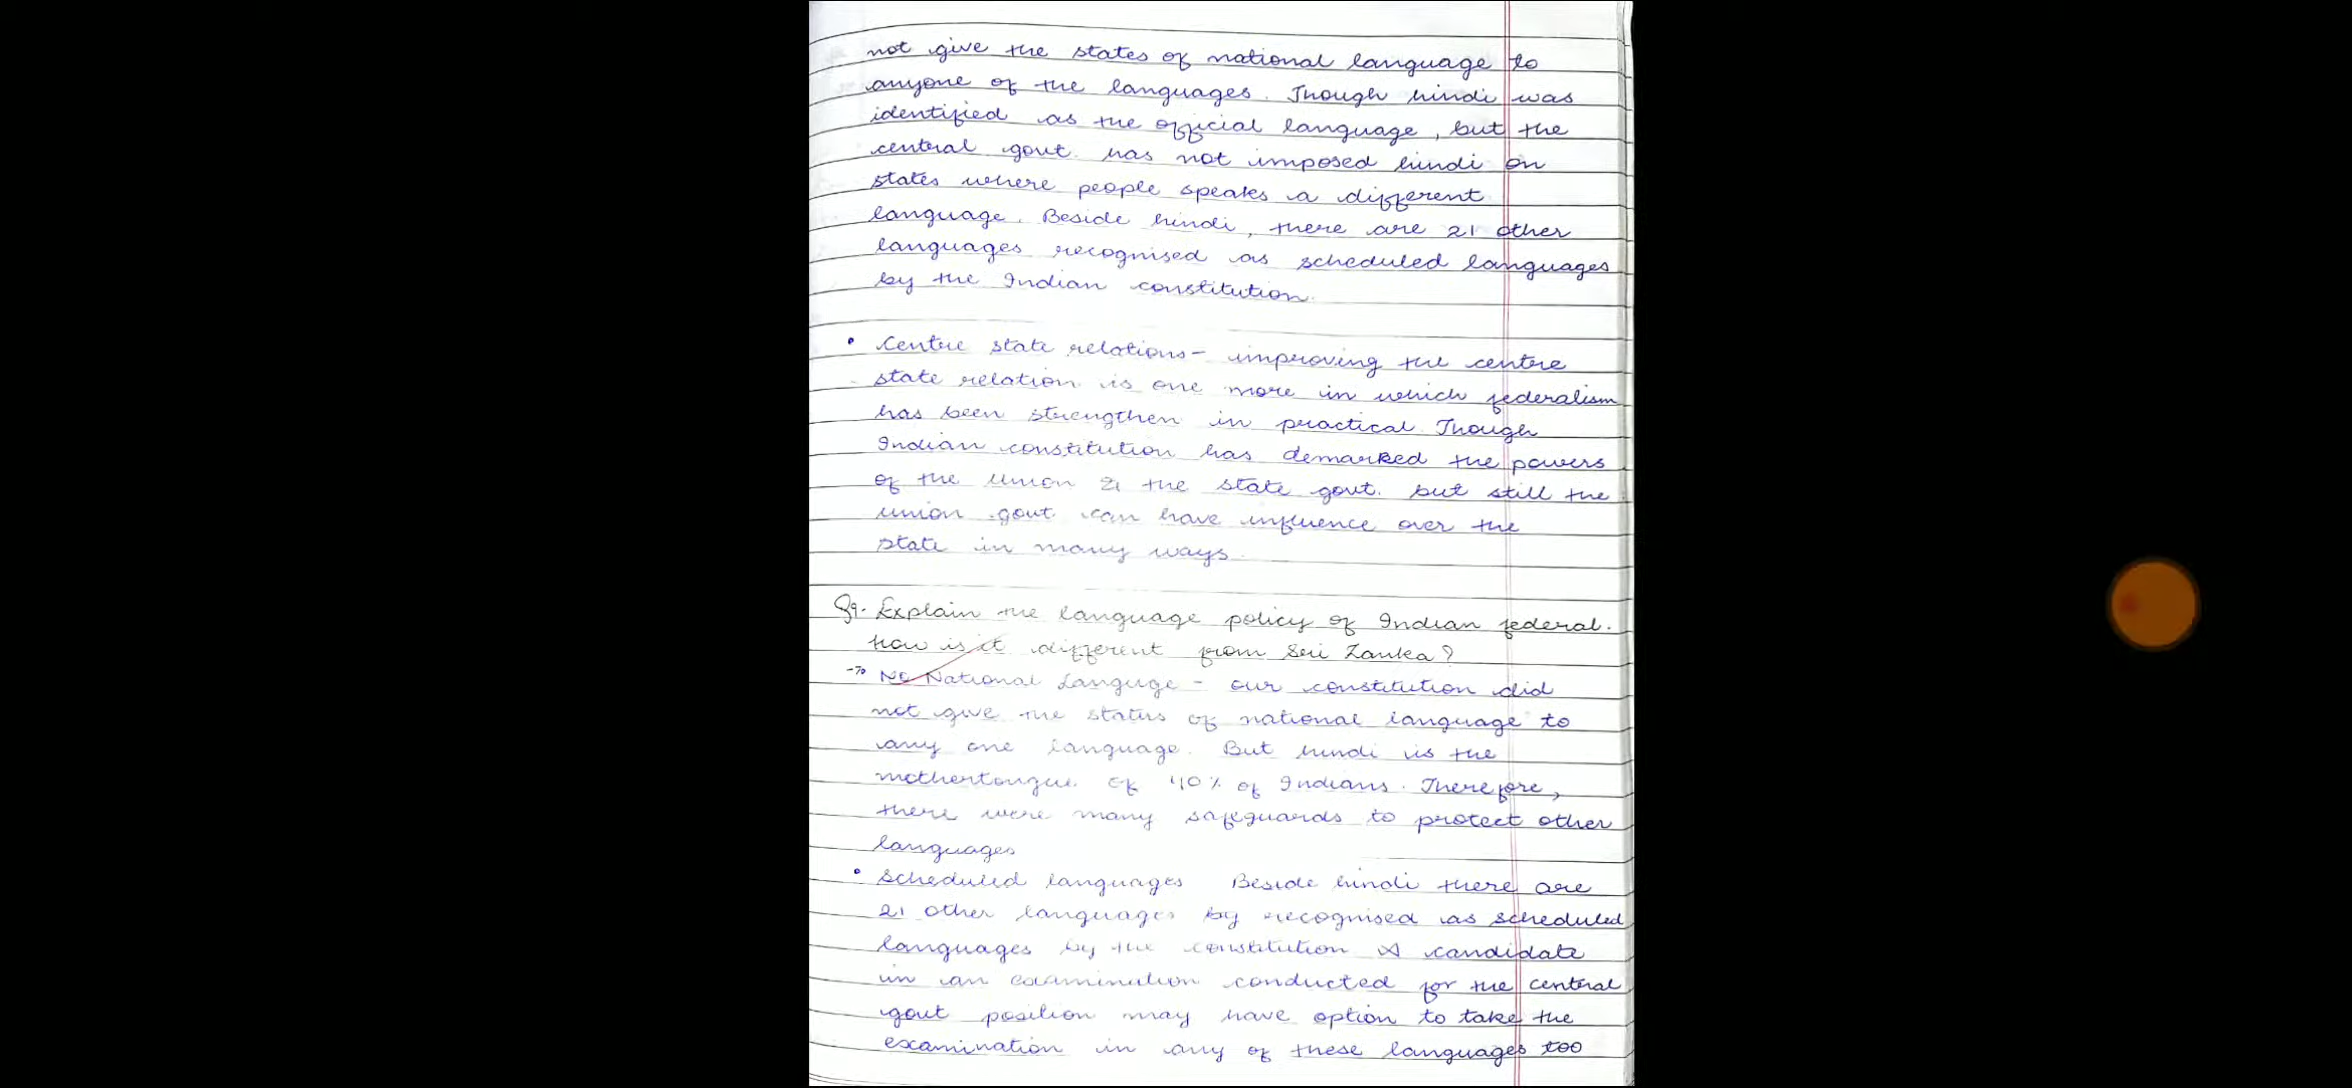 not give the states of national language to
anyone of the languages. Though hindi was
identified as the official language, but the
central govt. has not imposed hindi on
states where people speaks a different
language. Beside hindi, there are 21 other
languages recognised as scheduled languages
by the Indian constitution.
• Centre state relations - improving the centre
state relation is one more in which federalism
has been strengthen in practical. Though
Indian constitution has demarked the powers
of the union & the state govt. but still the
union govt can have influence over the
state in many ways.
Q9. Explain the language policy of Indian federal.
How is it different from Sri Lanka?
→ No National Languge - our constitution did
not give the status of national language to
any one language. But hindi is the
mothertongue of 40% of Indians. Therefore,
there were many safeguards to protect other
languages
• Scheduled languages Beside hindi there are
21 other languages by recognised as scheduled
languages by the constitution A candidate
in an examination conducted for the central
govt position may have option to take the
examination in any of these languages too